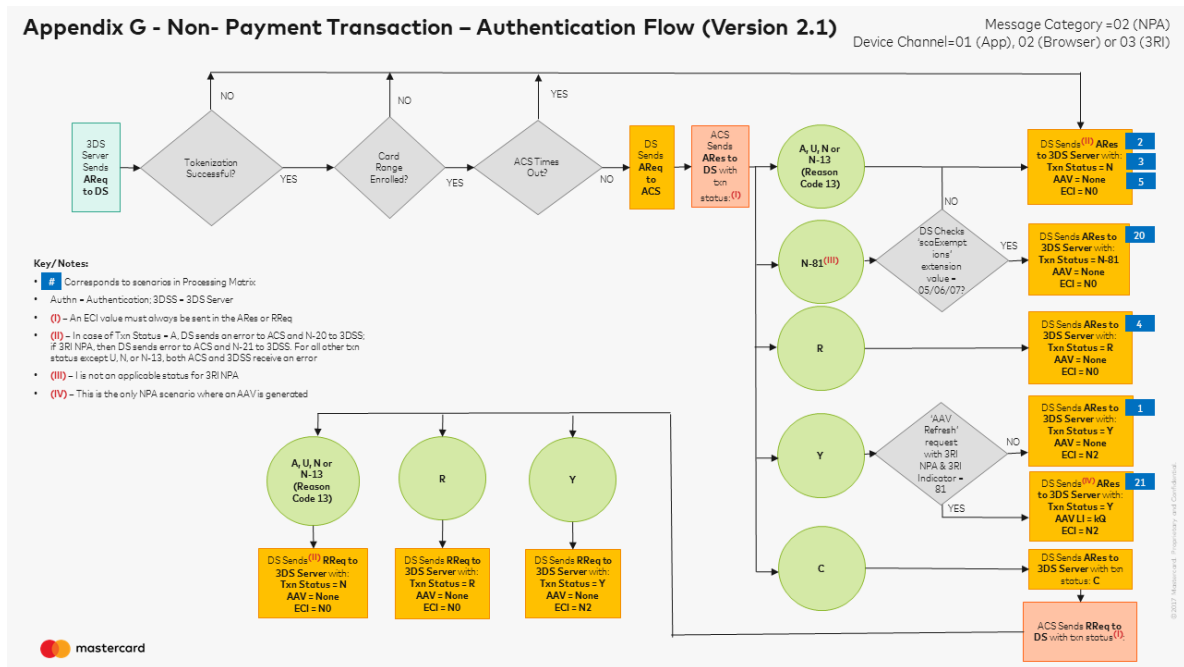 Appendix G - Non- Payment Transaction – Authentication Flow (Version 2.1)
Message Category =02 (NPA)
Device Channel=01 (App), 02 (Browser) or 03 (3RI)
NO
NO
YES
3DS
Server
Sends
AReq
to DS
Tokenization
Successful?
YES
Card
Range
Enrolled?
YES
ACS Times
Out?
NO
DS
Sends
AReq
to
ACS
ACS
Sends
ARes to
DS with
txn
status:(I)
A, U, N or
N-13
(Reason
Code 13)
NO
DS Sends(II) ARes
to 3DS Server with:
Txn Status = N
AAV = None
ECI = N0
2
3
5
N-81(III)
DS Checks
'scaExempt
ions'
extension
value =
05/06/07?
YES
DS Sends ARes to
3DS Server with:
Txn Status = N-81
AAV = None
ECI = N0
20
R
DS Sends ARes to
3DS Server with:
Txn Status = R
AAV = None
ECI = N0
4
Y
'AAV
Refresh'
request
with 3RI
NPA & 3RI
Indicator =
81
NO
YES
DS Sends ARes to
3DS Server with:
Txn Status = Y
AAV = None
ECI = N2
1
DS Sends(IV) ARes
to 3DS Server with:
Txn Status = Y
AAV LI = kQ
ECI = N2
21
C
DS Sends ARes to
3DS Server with txn
status: C
ACS Sends RReq to
DS with txn status(I):
Key/Notes:
• # Corresponds to scenarios in Processing Matrix
• Authn = Authentication; 3DSS = 3DS Server
• (I) – An ECI value must always be sent in the ARes or RReq
• (II) – In case of Txn Status = A, DS sends an error to ACS and N-20 to 3DSS;
if 3RI NPA, then DS sends error to ACS and N-21 to 3DSS. For all other txn
status except U, N, or N-13, both ACS and 3DSS receive an error
• (III) – I is not an applicable status for 3RI NPA
• (IV) – This is the only NPA scenario where an AAV is generated
A, U, N or
N-13
(Reason
Code 13)
R
Y
DS Sends(II) RReq to
3DS Server with:
Txn Status = N
AAV = None
ECI = N0
DS Sends RReq to
3DS Server with:
Txn Status = R
AAV = None
ECI = N0
DS Sends RReq to
3DS Server with:
Txn Status = Y
AAV = None
ECI = N2
mastercard
Mastercard. Proprietary and Confidential.